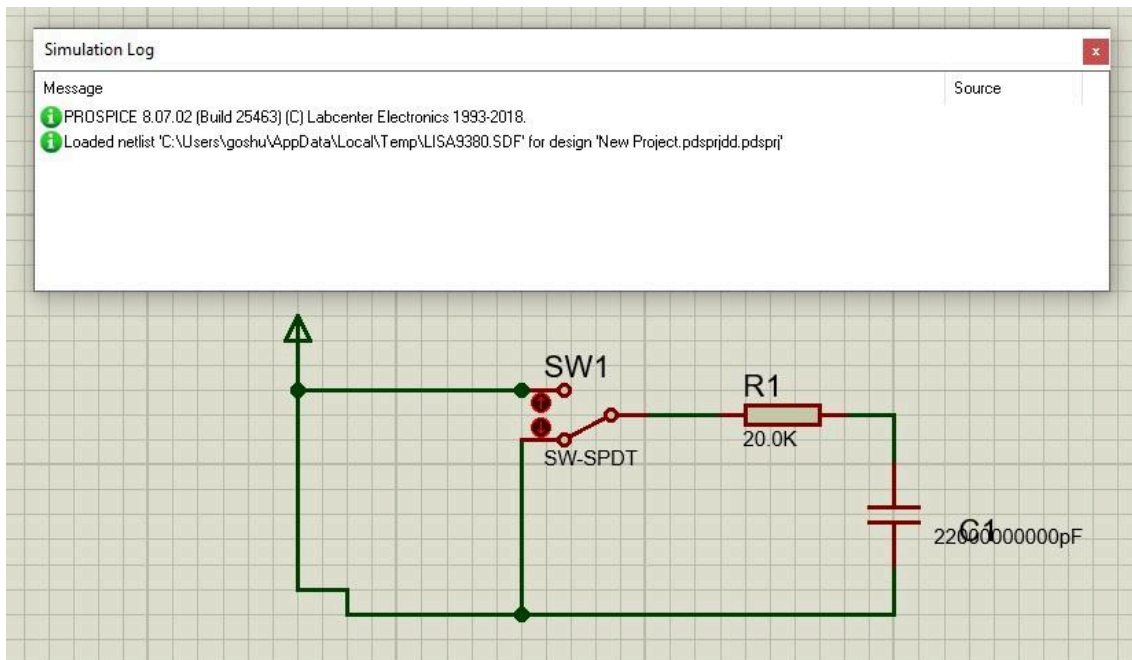 Simulation Log
x
Message Source
PROSPICE 8.07.02 (Build 25463) (C) Labcenter Electronics 1993-2018.
Loaded netlist 'C:\Users\goshu\AppData\Local\Temp\LISA9380.SDF' for design 'New Project.pdsprjdd.pdsprj'
SW1
R1
20.0K
SW-SPDT
C1
22000000000pF